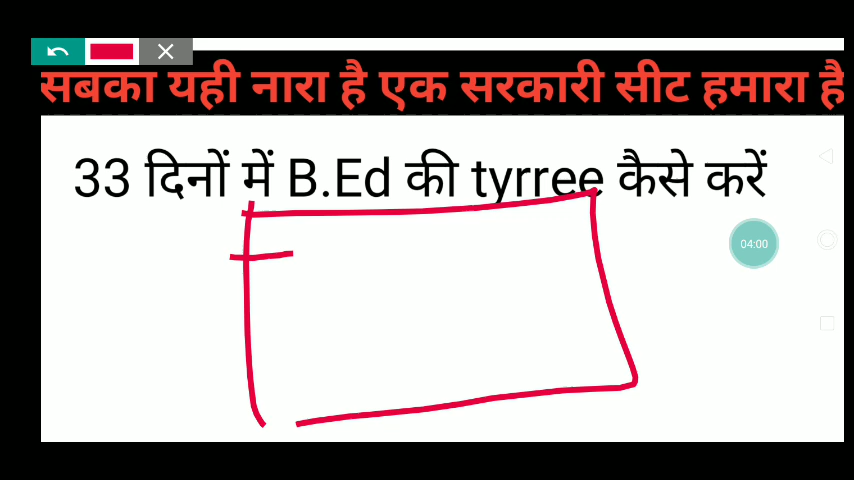 सबका यही नारा है एक सरकारी सीट हमारा है
33 दिनों में B.Ed की tyrree कैसे करें
04:00